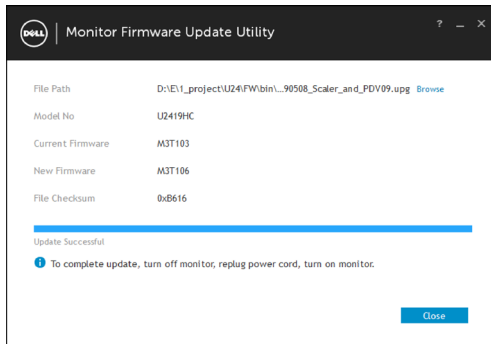 DELL Monitor Firmware Update Utility ?
File Path D:\E\1_project\U24\FW\bin\...90508_Scaler_and_PDV09.upg Browse
Model No U2419HC
Current Firmware M3T103
New Firmware M3T106
File Checksum 0xB616
Update Successful
To complete update, turn off monitor, replug power cord, turn on monitor.
Close